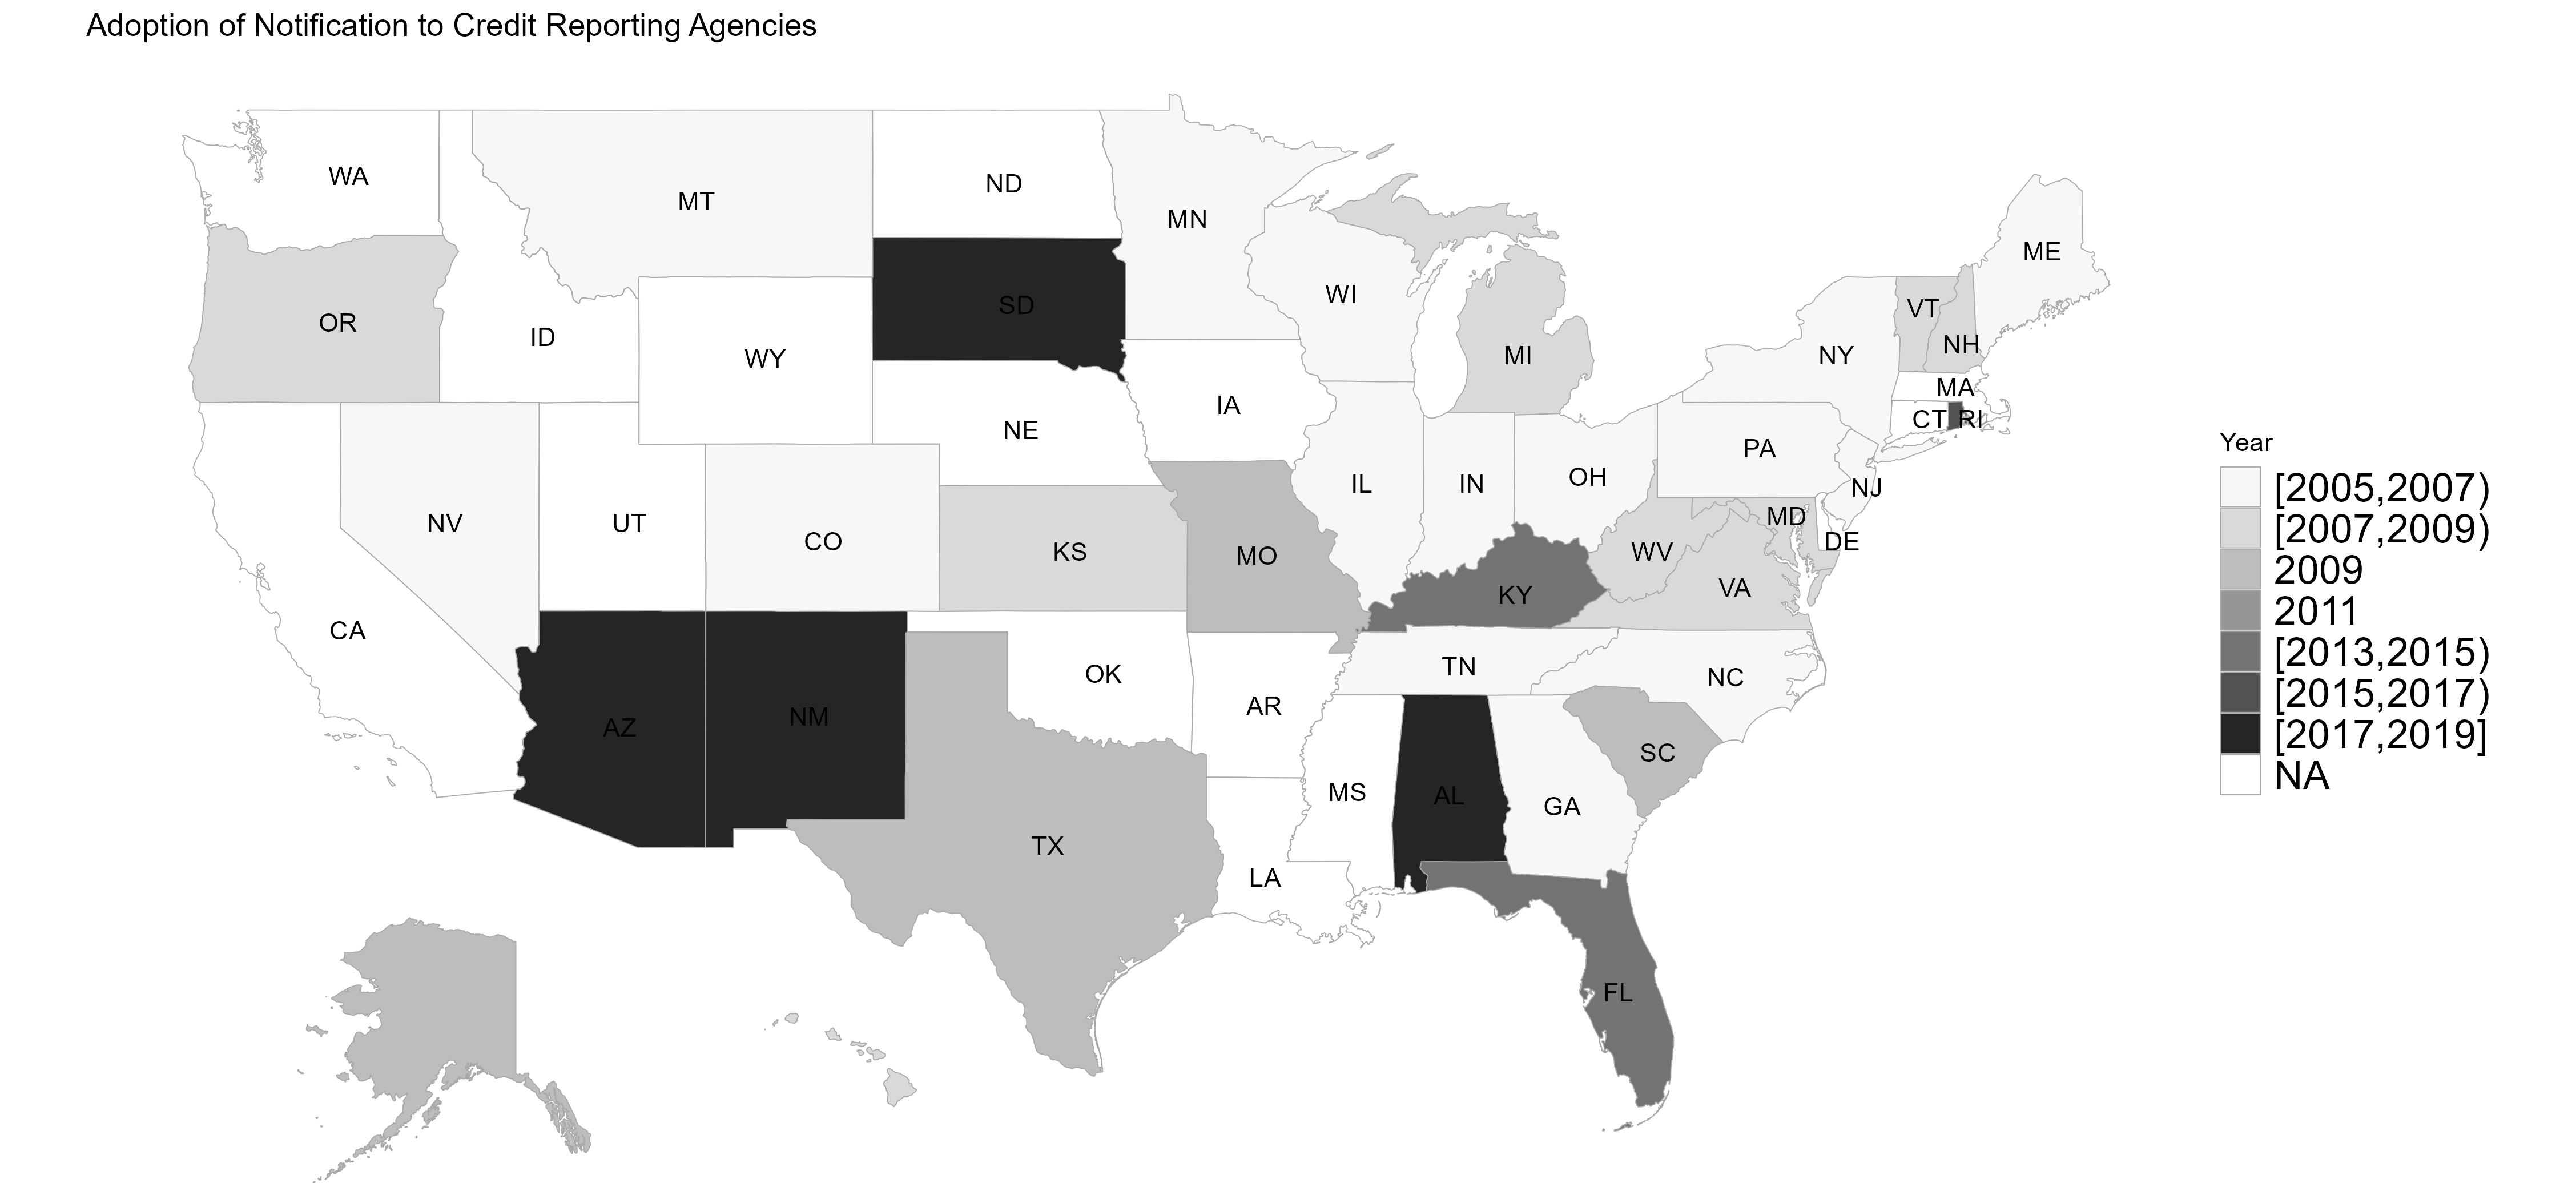 Adoption of Notification to Credit Reporting Agencies
WA
MT
ND
MN
ME
OR
ID
WY
SD
WI
MI
VT
NH
NY
MA
CT
RI
IA
NE
PA
NJ
NV
UT
CO
KS
MO
IL
IN
OH
MD
DE
WV
VA
KY
CA
AZ
NM
OK
AR
TN
NC
SC
TX
LA
MS
AL
GA
FL
Year
[2005,2007)
[2007,2009)
2009
2011
[2013,2015)
[2015,2017)
[2017,2019]
NA